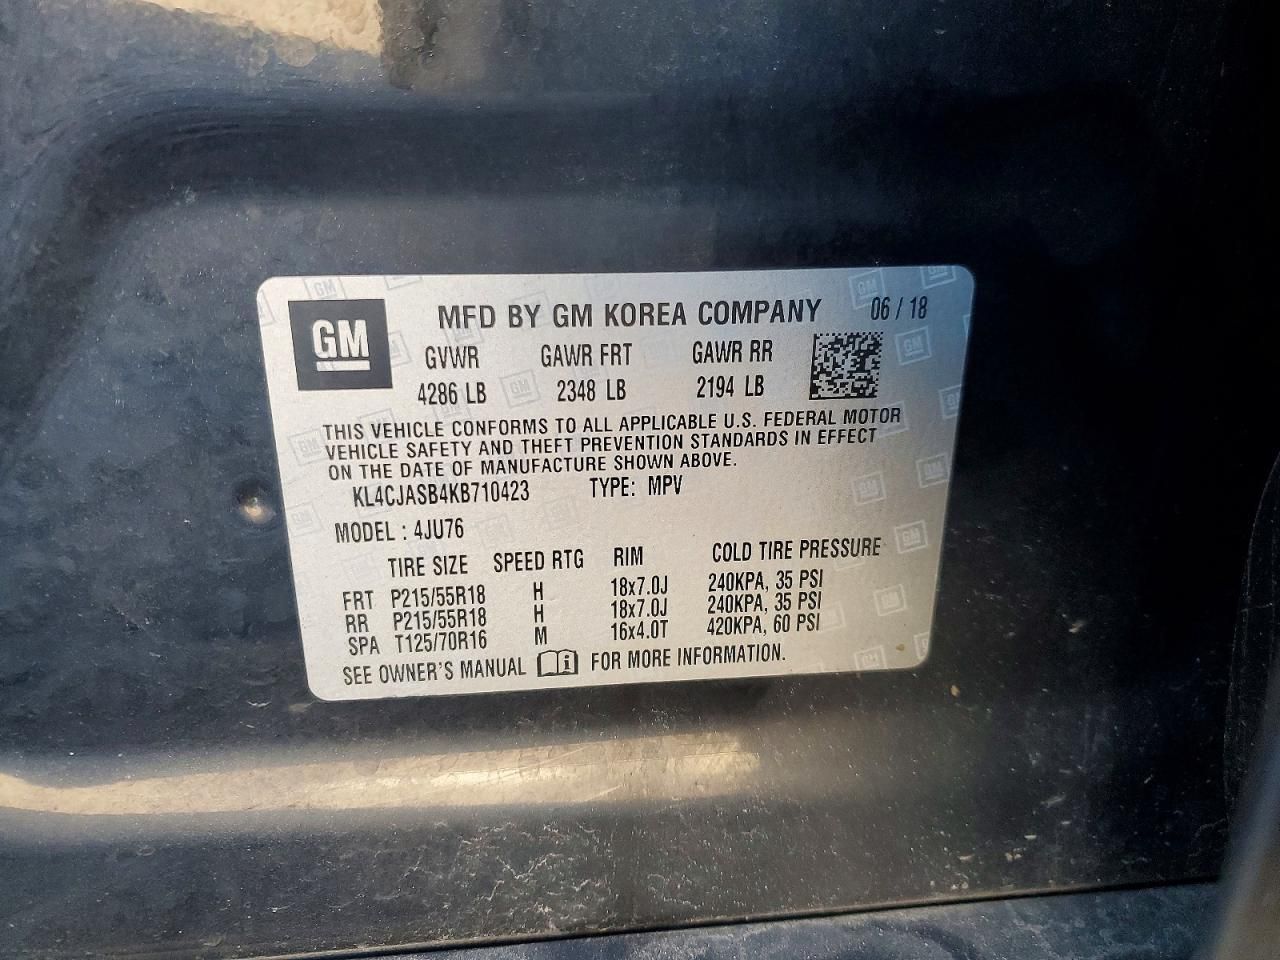 GM
MFD BY GM KOREA COMPANY 06 / 18
GVWR GAWR FRT GAWR RR
4286 LB 2348 LB 2194 LB
THIS VEHICLE CONFORMS TO ALL APPLICABLE U.S. FEDERAL MOTOR
VEHICLE SAFETY AND THEFT PREVENTION STANDARDS IN EFFECT
ON THE DATE OF MANUFACTURE SHOWN ABOVE.
KL4CJASB4KB710423 TYPE: MPV
MODEL : 4JU76
TIRE SIZE SPEED RTG RIM COLD TIRE PRESSURE
FRT P215/55R18 H 18x7.0J 240KPA, 35 PSI
RR P215/55R18 H 18x7.0J 240KPA, 35 PSI
SPA T125/70R16 M 16x4.0T 420KPA, 60 PSI
SEE OWNER'S MANUAL FOR MORE INFORMATION.